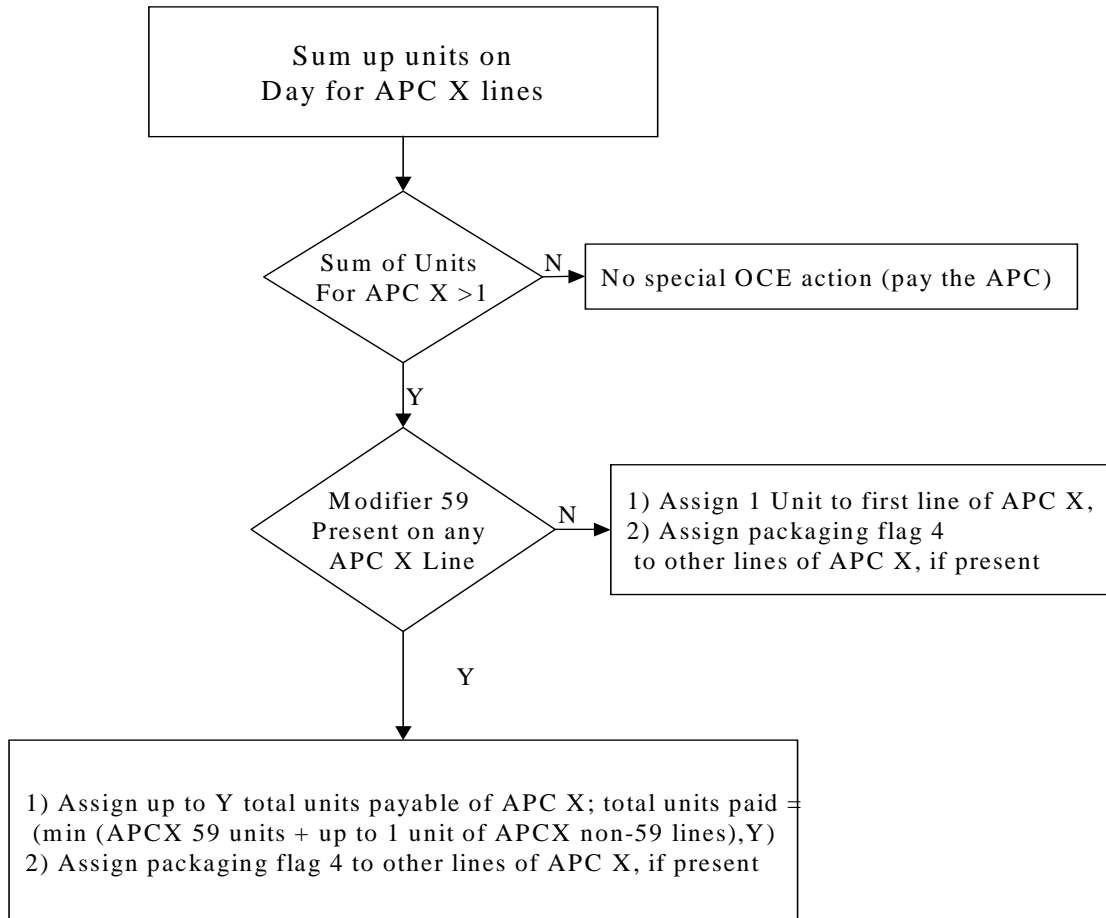 Sum up units on
Day for APC X lines
Sum of Units
For APC X >1
N
No special OCE action (pay the APC)
Y
Modifier 59
Present on any
APC X Line
N
1) Assign 1 Unit to first line of APC X,
2) Assign packaging flag 4
to other lines of APC X, if present
Y
1) Assign up to Y total units payable of APC X; total units paid =
(min (APCX 59 units + up to 1 unit of APCX non-59 lines),Y)
2) Assign packaging flag 4 to other lines of APC X, if present